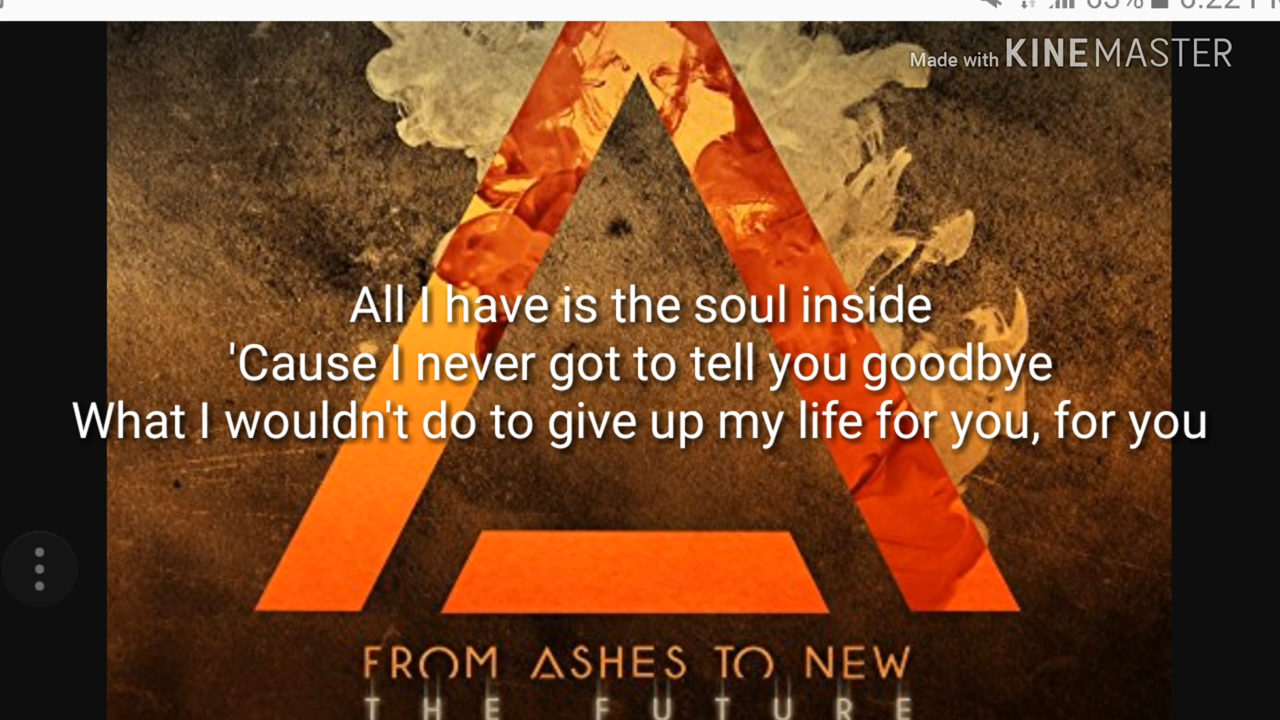 Made with KINEMASTER
All I have is the soul inside
'Cause I never got to tell you goodbye
What I wouldn't do to give up my life for you, for you
FROM ASHES TO NEW
THE FUTURE